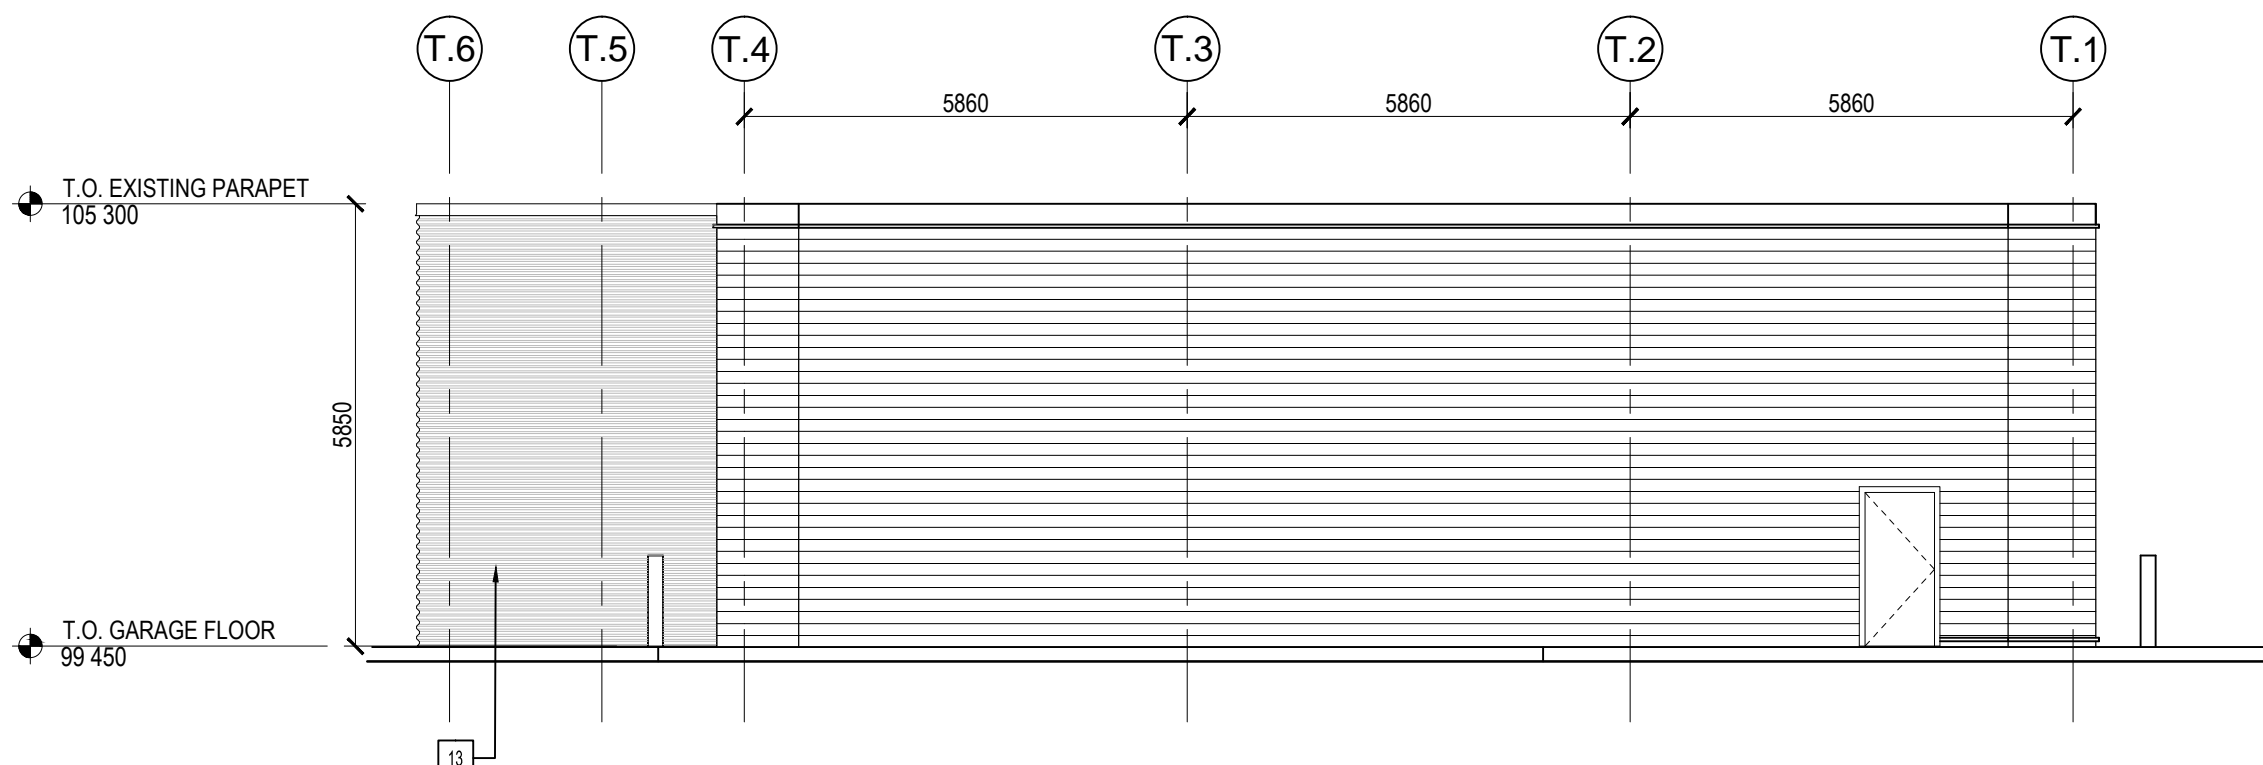 T.6 T.5 T.4 T.3 T.2 T.1
5860 5860 5860
T.O. EXISTING PARAPET
105 300
5850
T.O. GARAGE FLOOR
99 450
13